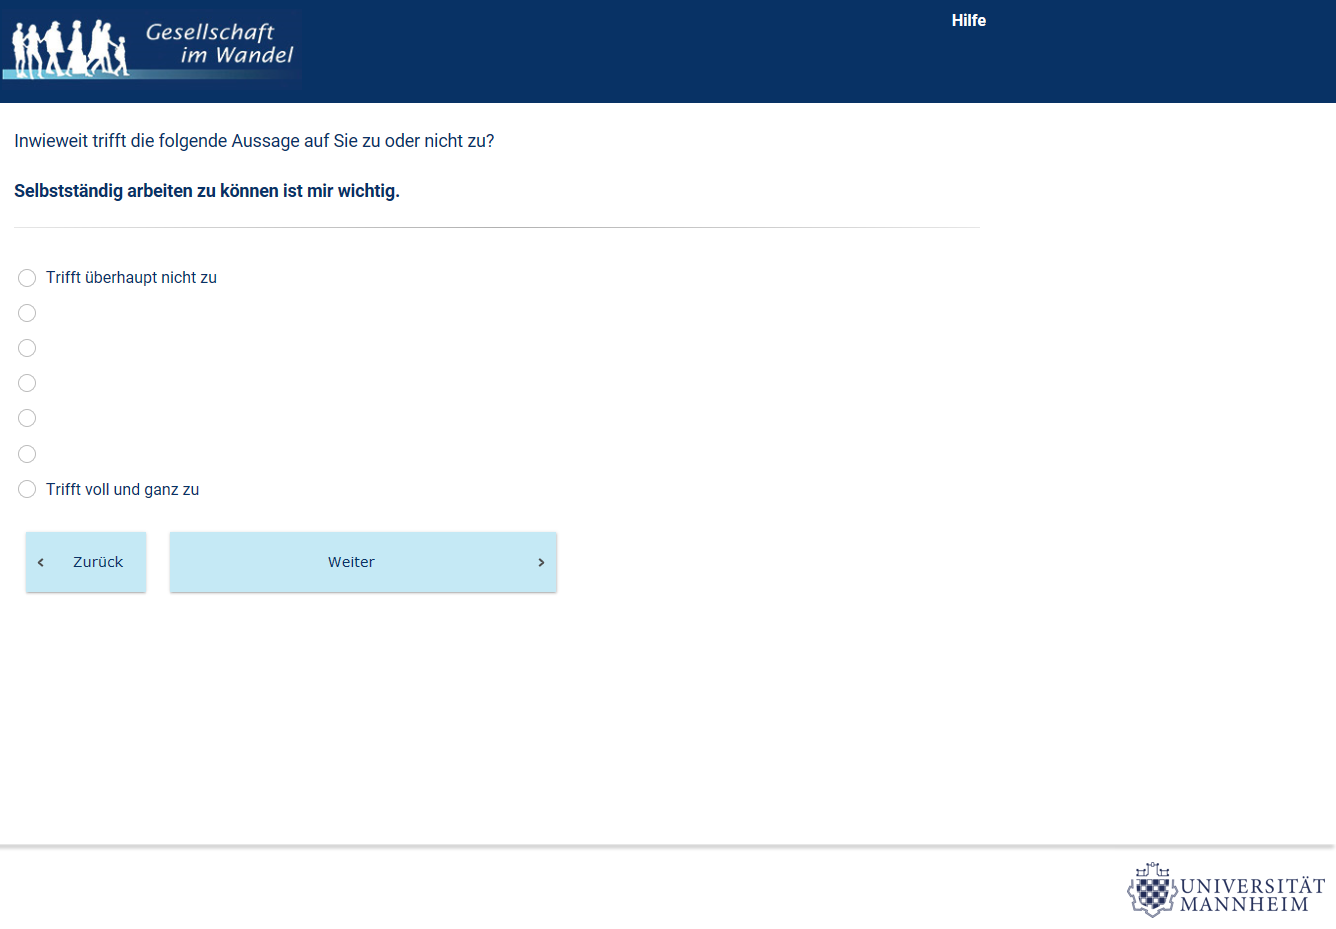 Gesellschaft
im Wandel
Hilfe
Inwieweit trifft die folgende Aussage auf Sie zu oder nicht zu?
Selbstständig arbeiten zu können ist mir wichtig.
Trifft überhaupt nicht zu
Trifft voll und ganz zu
‹ Zurück
Weiter ›
UNIVERSITÄT
MANNHEIM